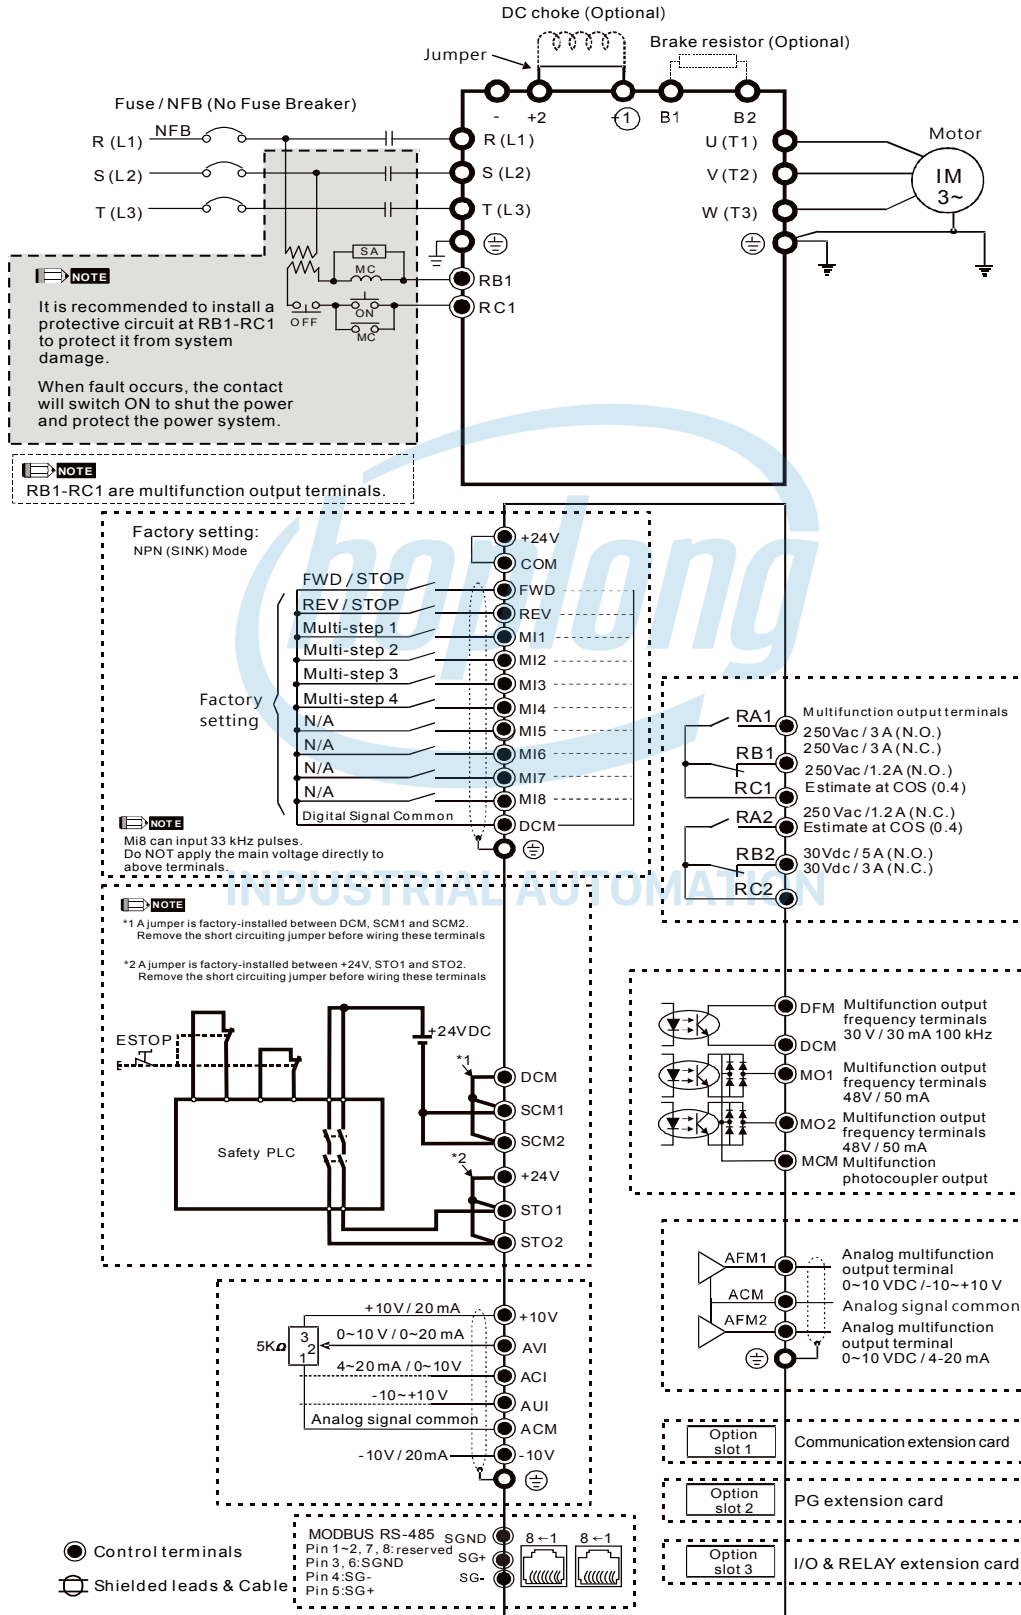 DC choke (Optional)
Jumper
Brake resistor (Optional)
Fuse / NFB (No Fuse Breaker)
- +2 +1 B1 B2
R (L1) NFB R (L1) U (T1) Motor
S (L2) S (L2) V (T2) IM
3~
T (L3) T (L3) W (T3)
SA
MC
RB1
RC1
OFF
ON
MC
NOTE
It is recommended to install a
protective circuit at RB1-RC1
to protect it from system
damage.
When fault occurs, the contact
will switch ON to shut the power
and protect the power system.
NOTE
RB1-RC1 are multifunction output terminals.
hoplong
INDUSTRIAL AUTOMATION
Factory setting:
NPN (SINK) Mode
+24V
COM
FWD / STOP FWD
REV / STOP REV
Multi-step 1 MI1
Multi-step 2 MI2
Multi-step 3 MI3
Multi-step 4 MI4
Factory
setting
N/A MI5
N/A MI6
N/A MI7
N/A MI8
Digital Signal Common DCM
NOTE
Mi8 can input 33 kHz pulses.
Do NOT apply the main voltage directly to
above terminals.
RA1 Multifunction output terminals
250Vac / 3 A (N.O.)
250Vac / 3 A (N.C.)
RB1
250Vac /1.2A (N.O.)
RC1 Estimate at COS (0.4)
250Vac /1.2A (N.C.)
RA2 Estimate at COS (0.4)
RB2 30Vdc / 5 A (N.O.)
30Vdc / 3 A (N.C.)
RC2
NOTE
*1 A jumper is factory-installed between DCM, SCM1 and SCM2.
Remove the short circuiting jumper before wiring these terminals
*2 A jumper is factory-installed between +24V, STO1 and STO2.
Remove the short circuiting jumper before wiring these terminals
ESTOP
+24VDC
*1
DCM
SCM1
SCM2
Safety PLC
*2
+24V
STO1
STO2
DFM Multifunction output
frequency terminals
30 V / 30 mA 100 kHz
DCM
MO1 Multifunction output
frequency terminals
48V / 50 mA
MO2 Multifunction output
frequency terminals
48V / 50 mA
MCM Multifunction
photocoupler output
+10V / 20 mA +10V
5KΩ 3 2 1
0~10 V / 0~20 mA AVI
4~20 mA / 0~10V ACI
-10~+10 V AUI
Analog signal common ACM
-10V / 20mA -10V
AFM1 Analog multifunction
output terminal
0~10 VDC / -10~+10 V
ACM Analog signal common
AFM2 Analog multifunction
output terminal
0~10 VDC / 4-20 mA
Option
slot 1 Communication extension card
Option
slot 2 PG extension card
Option
slot 3 I/O & RELAY extension card
MODBUS RS-485
Pin 1~2, 7, 8: reserved
Pin 3, 6:SGND
Pin 4:SG-
Pin 5:SG+
SGND
SG+
SG-
8←1 8←1
Control terminals
Shielded leads & Cable